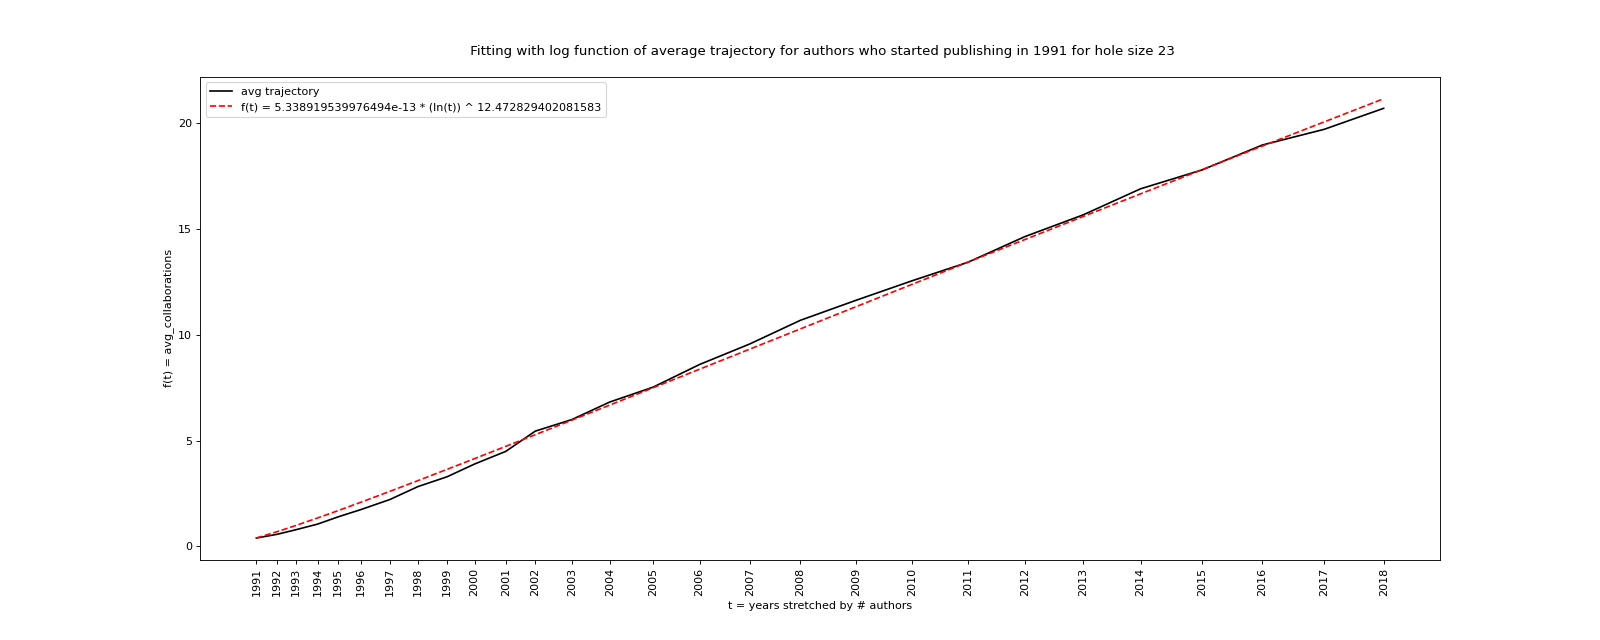 Fitting with log function of average trajectory for authors who started publishing in 1991 for hole size 23
avg trajectory
f(t) = 5.338919539976494e-13 * (ln(t)) ^ 12.472829402081583
20
15
10
5
0
f(t) = avg_collaborations
1991 1992 1993 1994 1995 1996 1997 1998 1999 2000 2001 2002 2003 2004 2005 2006 2007 2008 2009 2010 2011 2012 2013 2014 2015 2016 2017 2018
t = years stretched by # authors